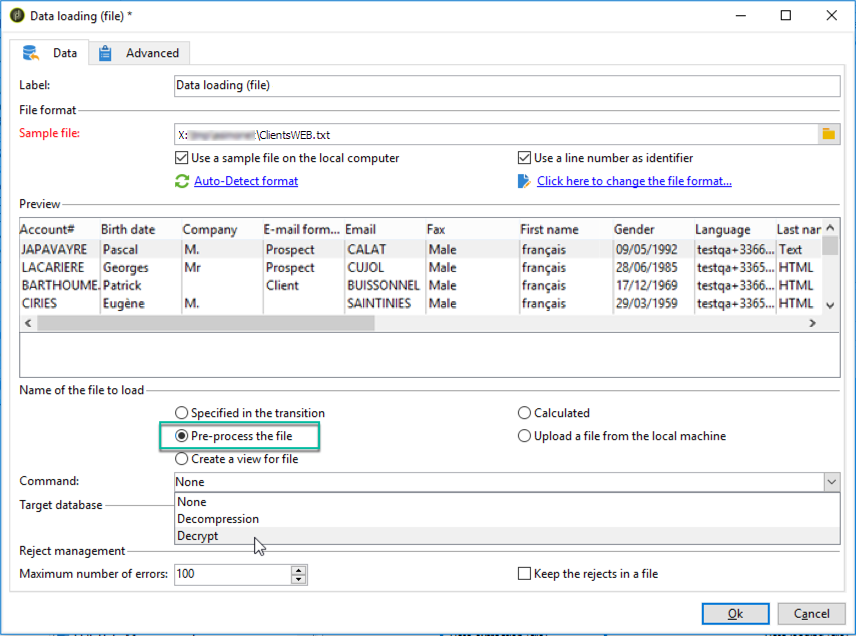 Data loading (file) *
Data Advanced
Label: Data loading (file)
File format
Sample file: X: \ClientsWEB.txt
Use a sample file on the local computer Use a line number as identifier
Auto-Detect format Click here to change the file format...
Preview
Account# Birth date Company E-mail form... Email Fax First name Gender Language Last nar
JAPAVAYRE Pascal M. Prospect CALAT Male français 09/05/1992 testqa+3366... Text
LACARIERE Georges Mr Prospect CUJOL Male français 28/06/1985 testqa+3366... HTML
BARTHOUME. Patrick Client BUISSONNEL Male français 17/12/1969 testqa+3365... HTML
CIRIES Eugène M. SAINTINIES Male français 29/03/1959 testqa+3366... HTML
Name of the file to load
Specified in the transition Calculated
Pre-process the file Upload a file from the local machine
Create a view for file
Command: None
None
Target database
Decompression
Decrypt
Reject management
Maximum number of errors: 100 Keep the rejects in a file
Ok Cancel